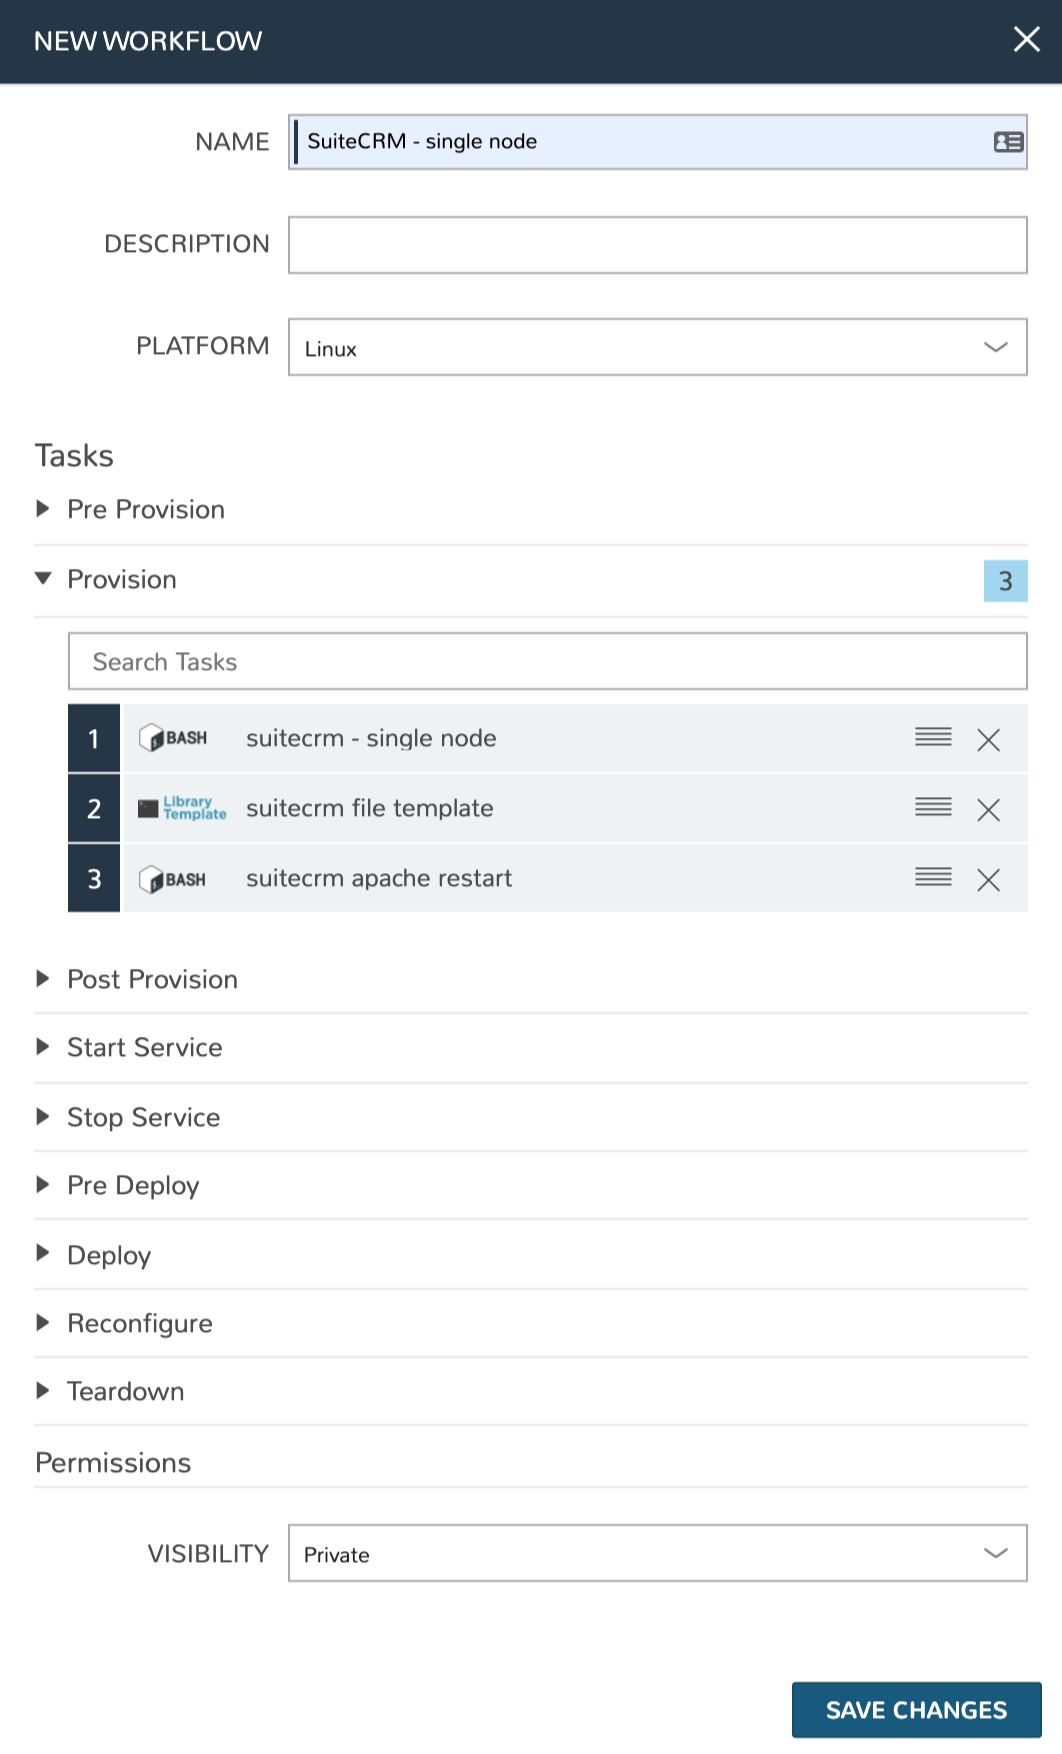 NEW WORKFLOW
NAME
SuiteCRM - single node
DESCRIPTION
PLATFORM
Linux
Tasks
Pre Provision
Provision
3
Search Tasks
1
BASH
suitecrm - single node
2
Library
Template
suitecrm file template
3
BASH
suitecrm apache restart
Post Provision
Start Service
Stop Service
Pre Deploy
Deploy
Reconfigure
Teardown
Permissions
VISIBILITY
Private
SAVE CHANGES